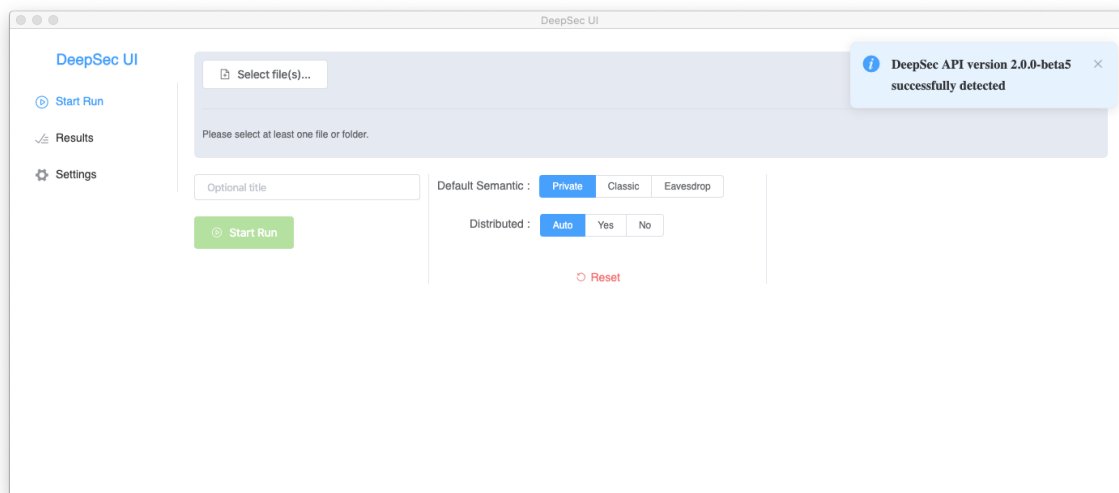 DeepSec UI
DeepSec UI
Start Run
Results
Settings
Select file(s)...
Please select at least one file or folder.
DeepSec API version 2.0.0-beta5
successfully detected
Optional title
Start Run
Default Semantic : Private Classic Eavesdrop
Distributed : Auto Yes No
Reset